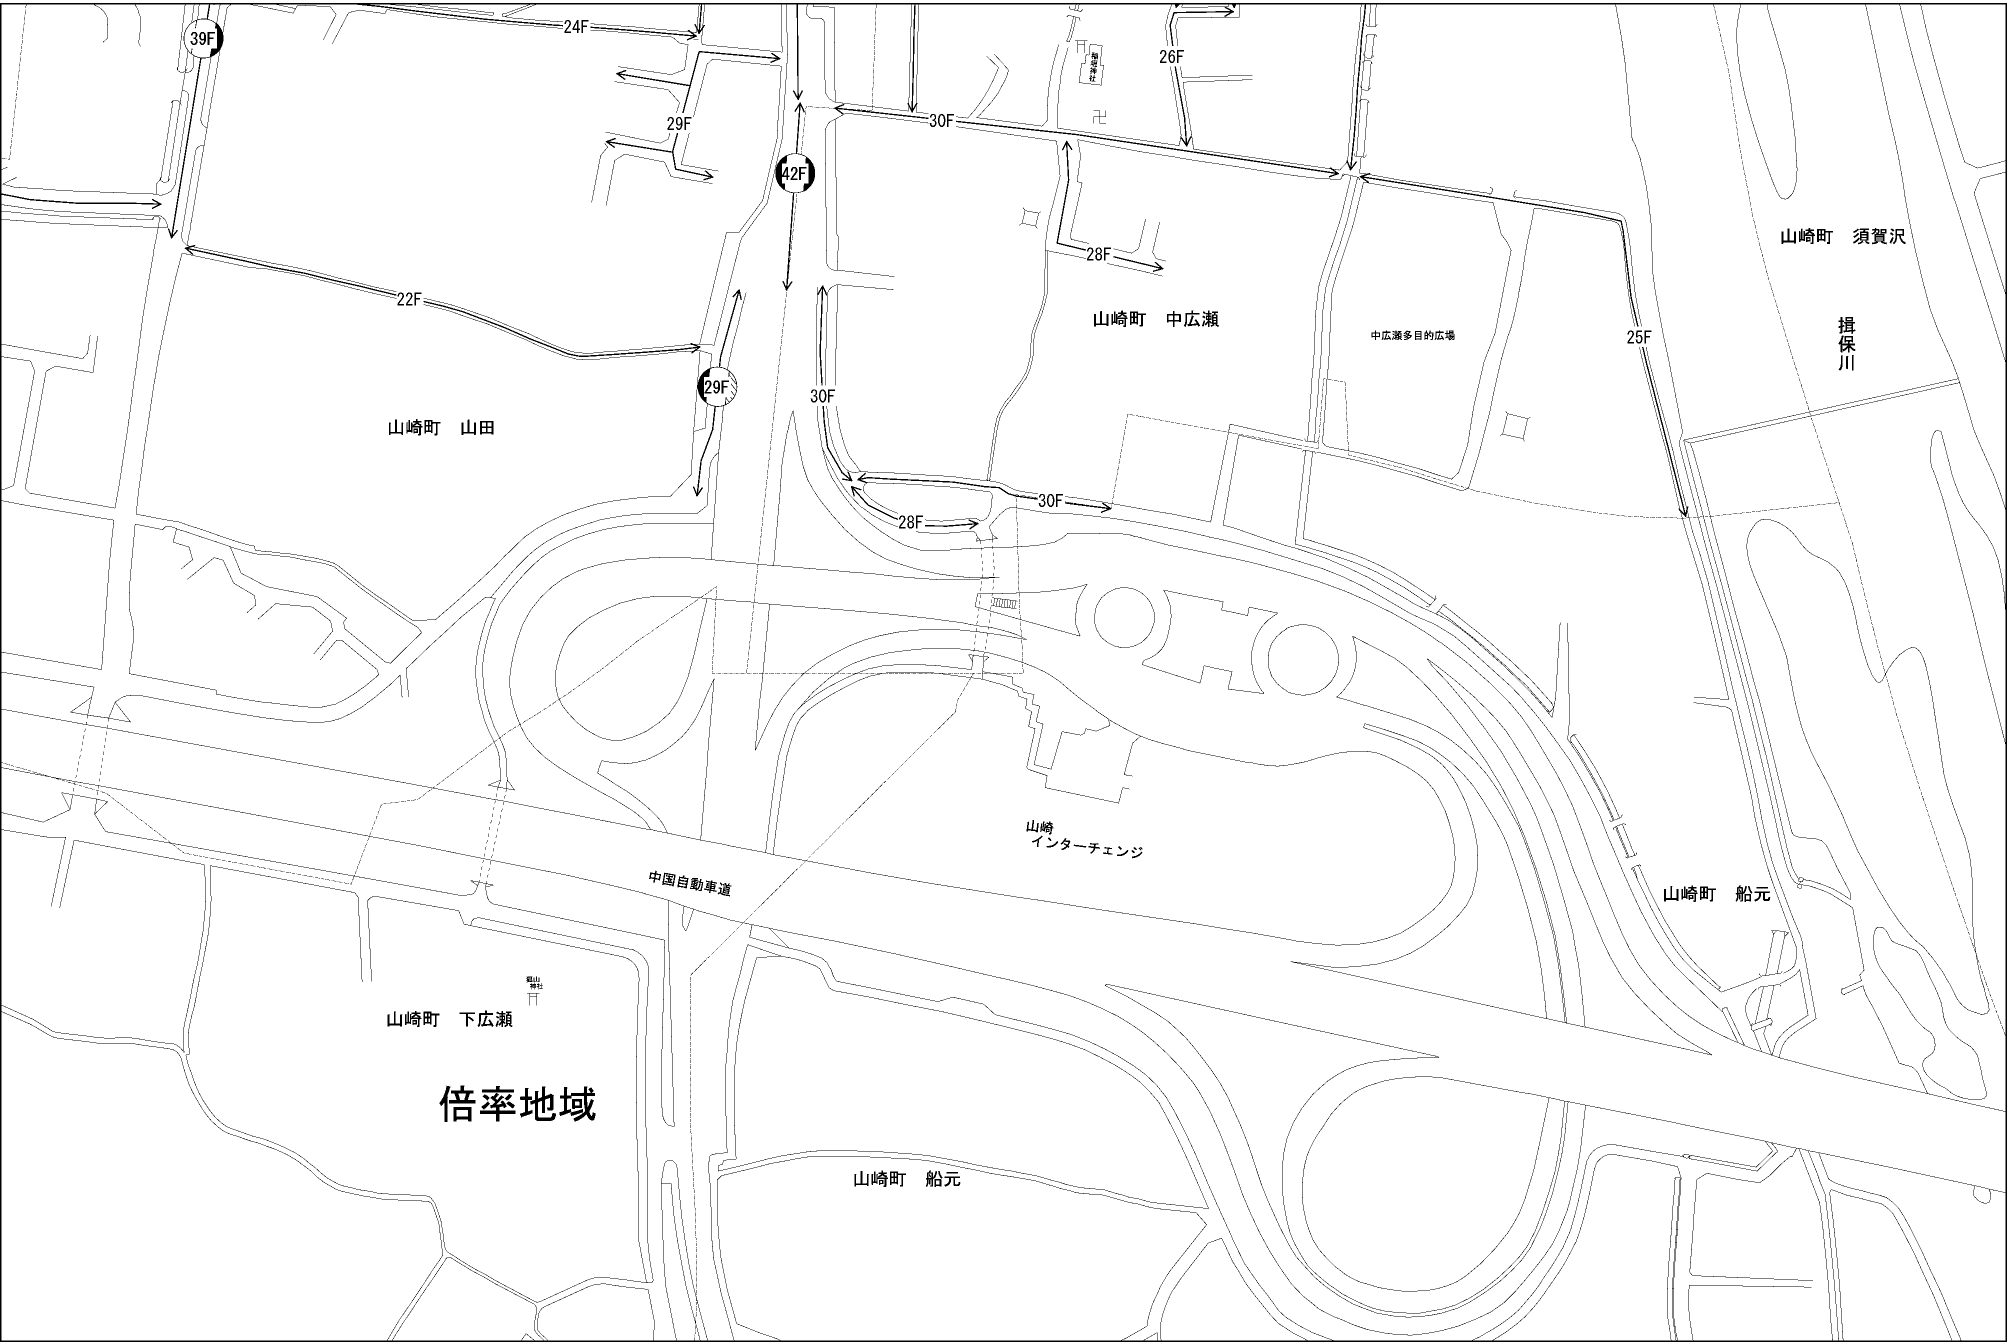 24F
39F
26F
稲垣神社
29F
30F
42F
山崎町　須賀沢
28F
22F
山崎町　中広瀬
中広瀬多目的広場
25F
揖保川
29F
30F
山崎町　山田
30F
28F
山崎
インターチェンジ
中国自動車道
山崎町　船元
山崎町　下広瀬
倍率地域
山崎町　船元